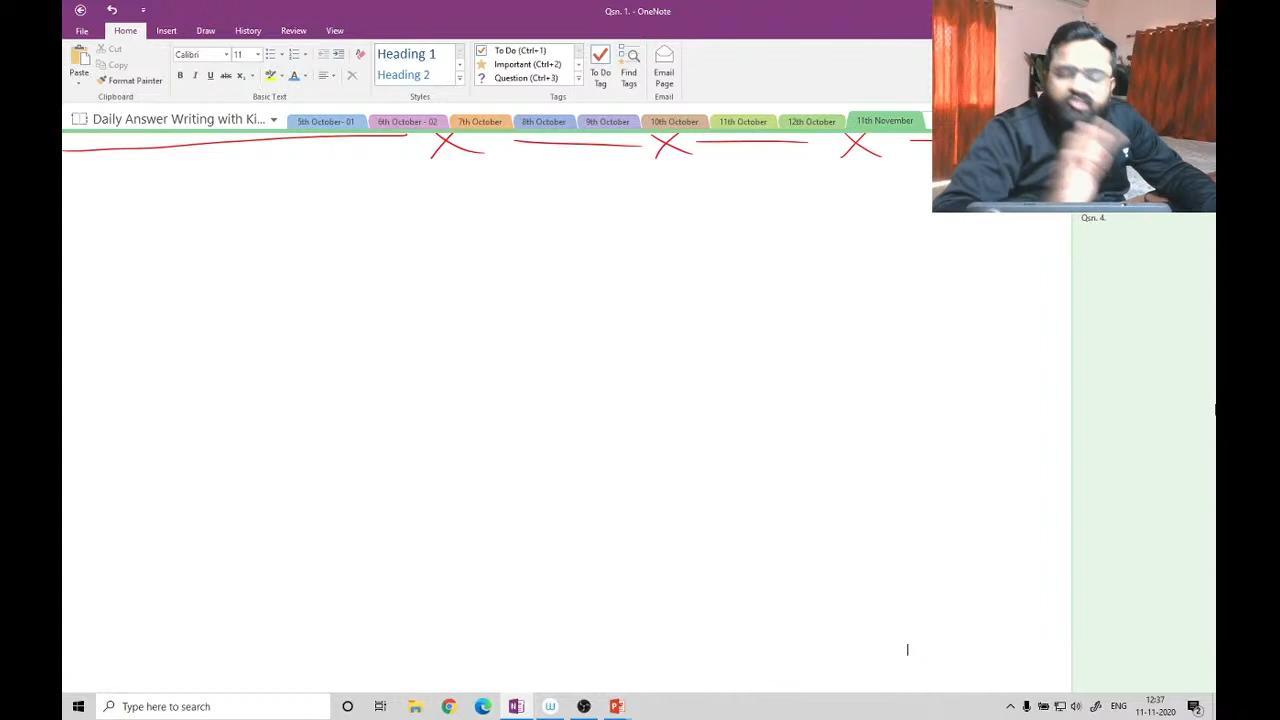 Qsn. 1. - OneNote
File Home Insert Draw History Review View
Cut
Copy
Format Painter
Paste
Clipboard
Calibri 11
B I U abc x₂ A
Basic Text
Heading 1
Heading 2
Styles
To Do (Ctrl+1)
Important (Ctrl+2)
Question (Ctrl+3)
Tags
To Do Tag
Find Tags
Email Page
Email
Daily Answer Writing with Ki...
5th October- 01 6th October - 02 7th October 8th October 9th October 10th October 11th October 12th October 11th November
Qsn. 4.
Type here to search
ENG
12:37
11-11-2020
2